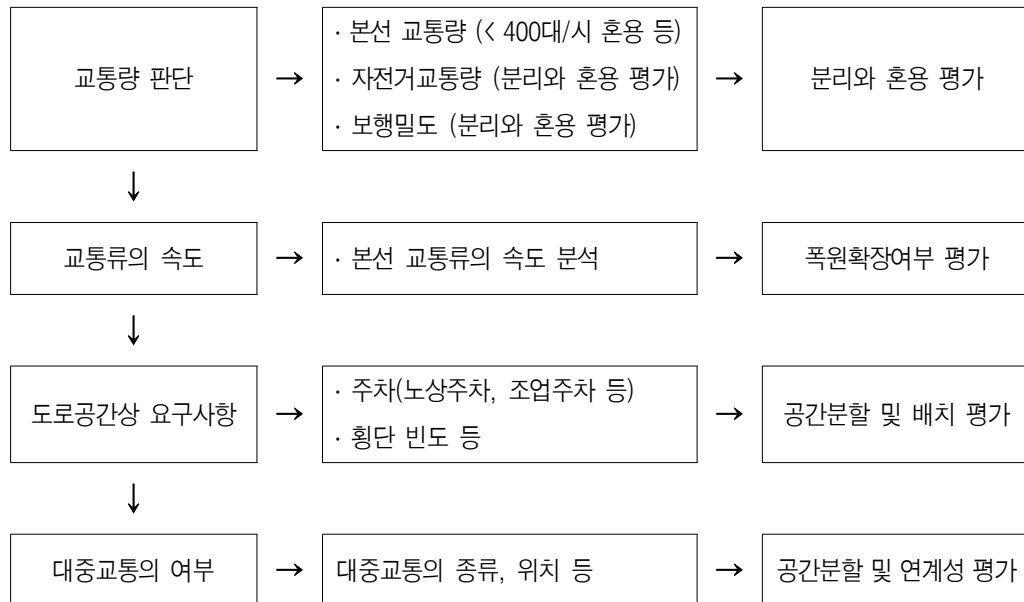 교통량 판단
→
· 본선 교통량 (< 400대/시 혼용 등)
· 자전거교통량 (분리와 혼용 평가)
· 보행밀도 (분리와 혼용 평가)
→
분리와 혼용 평가
↓
교통류의 속도
→
· 본선 교통류의 속도 분석
→
폭원확장여부 평가
↓
도로공간상 요구사항
→
· 주차(노상주차, 조업주차 등)
· 횡단 빈도 등
→
공간분할 및 배치 평가
↓
대중교통의 여부
→
대중교통의 종류, 위치 등
→
공간분할 및 연계성 평가